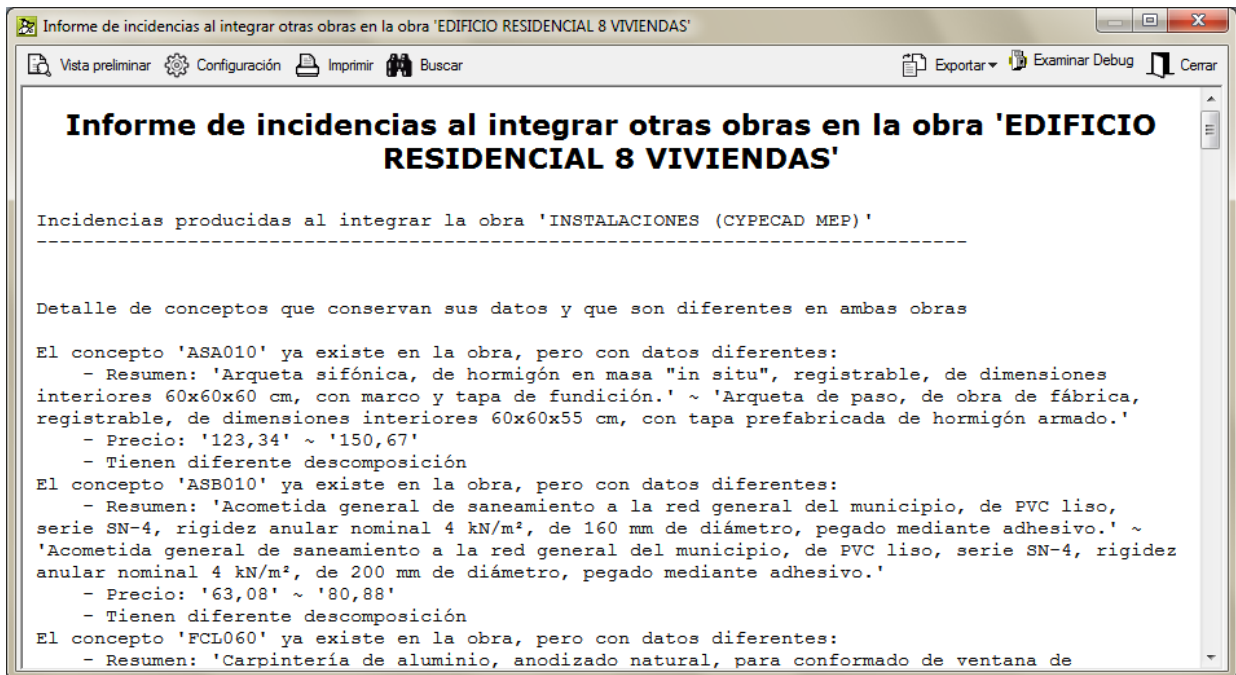 Informe de incidencias al integrar otras obras en la obra 'EDIFICIO RESIDENCIAL 8 VIVIENDAS'
Vista preliminar Configuración Imprimir Buscar Exportar Examinar Debug Cerrar
Informe de incidencias al integrar otras obras en la obra 'EDIFICIO
RESIDENCIAL 8 VIVIENDAS'
Incidencias producidas al integrar la obra 'INSTALACIONES (CYPECAD MEP)'
--------------------------------------------------------------------------------
Detalle de conceptos que conservan sus datos y que son diferentes en ambas obras
El concepto 'ASA010' ya existe en la obra, pero con datos diferentes:
- Resumen: 'Arqueta sifónica, de hormigón en masa "in situ", registrable, de dimensiones
interiores 60x60x60 cm, con marco y tapa de fundición.' ~ 'Arqueta de paso, de obra de fábrica,
registrable, de dimensiones interiores 60x60x55 cm, con tapa prefabricada de hormigón armado.'
- Precio: '123,34' ~ '150,67'
- Tienen diferente descomposición
El concepto 'ASB010' ya existe en la obra, pero con datos diferentes:
- Resumen: 'Acometida general de saneamiento a la red general del municipio, de PVC liso,
serie SN-4, rigidez anular nominal 4 kN/m², de 160 mm de diámetro, pegado mediante adhesivo.' ~
'Acometida general de saneamiento a la red general del municipio, de PVC liso, serie SN-4, rigidez
anular nominal 4 kN/m², de 200 mm de diámetro, pegado mediante adhesivo.'
- Precio: '63,08' ~ '80,88'
- Tienen diferente descomposición
El concepto 'FCL060' ya existe en la obra, pero con datos diferentes:
- Resumen: 'Carpintería de aluminio, anodizado natural, para conformado de ventana de